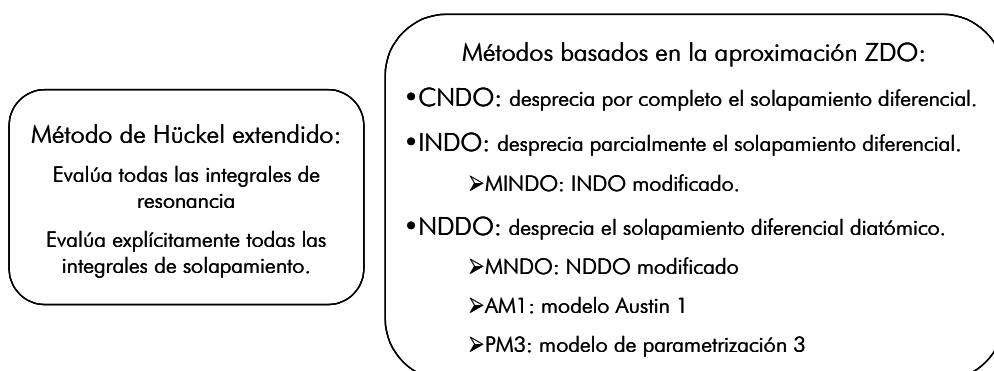 Método de Hückel extendido:
Evalúa todas las integrales de
resonancia
Evalúa explícitamente todas las
integrales de solapamiento.
Métodos basados en la aproximación ZDO:
•CNDO: desprecia por completo el solapamiento diferencial.
•INDO: desprecia parcialmente el solapamiento diferencial.
➢MINDO: INDO modificado.
•NDDO: desprecia el solapamiento diferencial diatómico.
➢MNDO: NDDO modificado
➢AM1: modelo Austin 1
➢PM3: modelo de parametrización 3